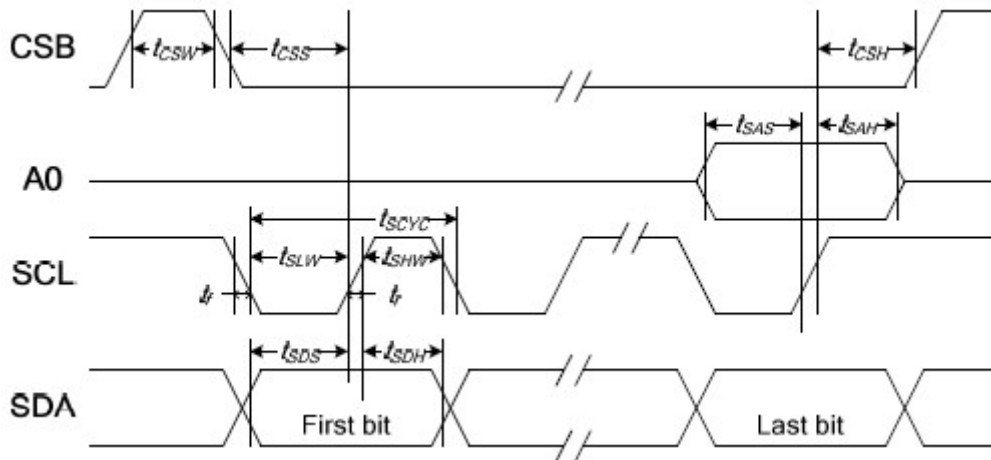 CSB
tCSW
tCSS
tCSH
A0
tSAS
tSAH
tSCYC
SCL
tSLW
tSHW
tf
tr
tSDS
tSDH
SDA
First bit
Last bit